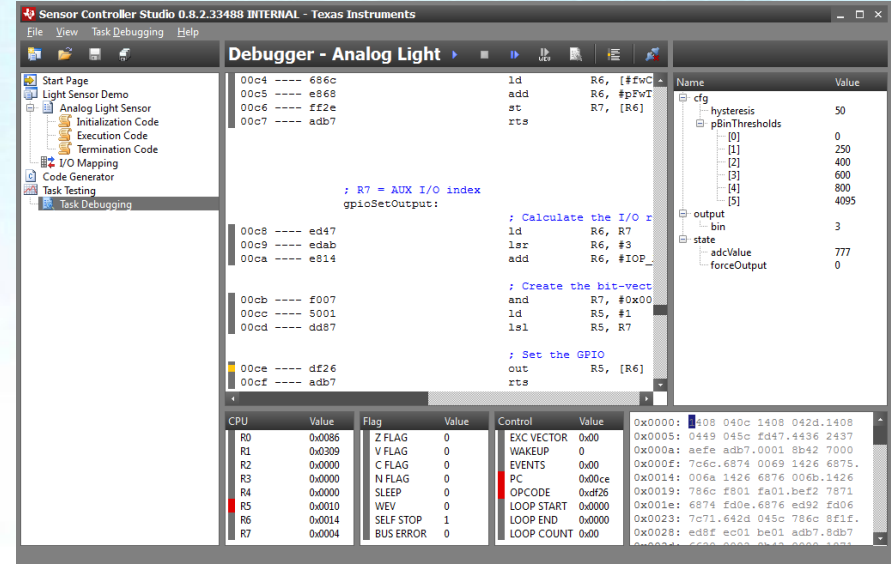 Sensor Controller Studio 0.8.2.33488 INTERNAL - Texas Instruments
File View Task Debugging Help
Debugger - Analog Light
Start Page
Light Sensor Demo
Analog Light Sensor
Initialization Code
Execution Code
Termination Code
I/O Mapping
Code Generator
Task Testing
Task Debugging
00c4 ---- 686c ld R6, [#fwC
00c5 ---- e868 add R6, #pFwT
00c6 ---- ff2e st R7, [R6]
00c7 ---- adb7 rts
; R7 = AUX I/O index
gpioSetOutput:
; Calculate the I/O r
00c8 ---- ed47 ld R6, R7
00c9 ---- edab lsr R6, #3
00ca ---- e814 add R6, #IOP_
; Create the bit-vect
00cb ---- f007 and R7, #0x00
00cc ---- 5001 ld R5, #1
00cd ---- dd87 lsl R5, R7
; Set the GPIO
00ce ---- df26 out R5, [R6]
00cf ---- adb7 rts
Name Value
cfg
hysteresis 50
pBinThresholds
[0] 0
[1] 250
[2] 400
[3] 600
[4] 800
[5] 4095
output
bin 3
state
adcValue 777
forceOutput 0
CPU Value
R0 0x0086
R1 0x0309
R2 0x0000
R3 0x0000
R4 0x0000
R5 0x0010
R6 0x0014
R7 0x0004
Flag Value
Z FLAG 0
V FLAG 0
C FLAG 0
N FLAG 0
SLEEP 0
WEV 0
SELF STOP 1
BUS ERROR 0
Control Value
EXC VECTOR 0x00
WAKEUP 0
EVENTS 0x00
PC 0x00ce
OPCODE 0xdf26
LOOP START 0x0000
LOOP END 0x0000
LOOP COUNT 0x00
0x0000: 1408 040c 1408 042d.1408
0x0005: 0449 045c fd47.4436 2437
0x000a: aefe adb7.0001 8b42 7000
0x000f: 7c6c.6874 0069 1426 6875.
0x0014: 006a 1426 6876 006b.1426
0x0019: 786c f801 fa01.bef2 7871
0x001e: 6874 fd0e.6876 ed92 fd06
0x0023: 7c71.642d 045c 786c 8f1f.
0x0028: ed8f ec01 be01 adb7.8db7